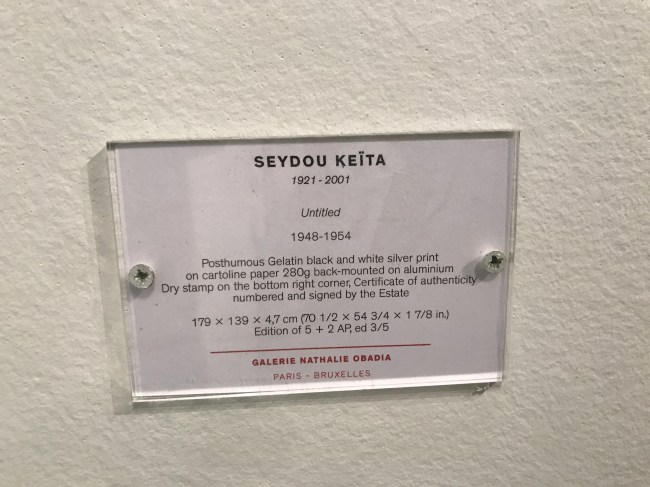 SEYDOU KEÏTA
1921 - 2001
Untitled
1948-1954
Posthumous Gelatin black and white silver print
on cartoline paper 280g back-mounted on aluminium
Dry stamp on the bottom right corner, Certificate of authenticity
numbered and signed by the Estate
179 × 139 × 4,7 cm (70 1/2 × 54 3/4 × 1 7/8 in.)
Edition of 5 + 2 AP, ed 3/5
GALERIE NATHALIE OBADIA
PARIS - BRUXELLES